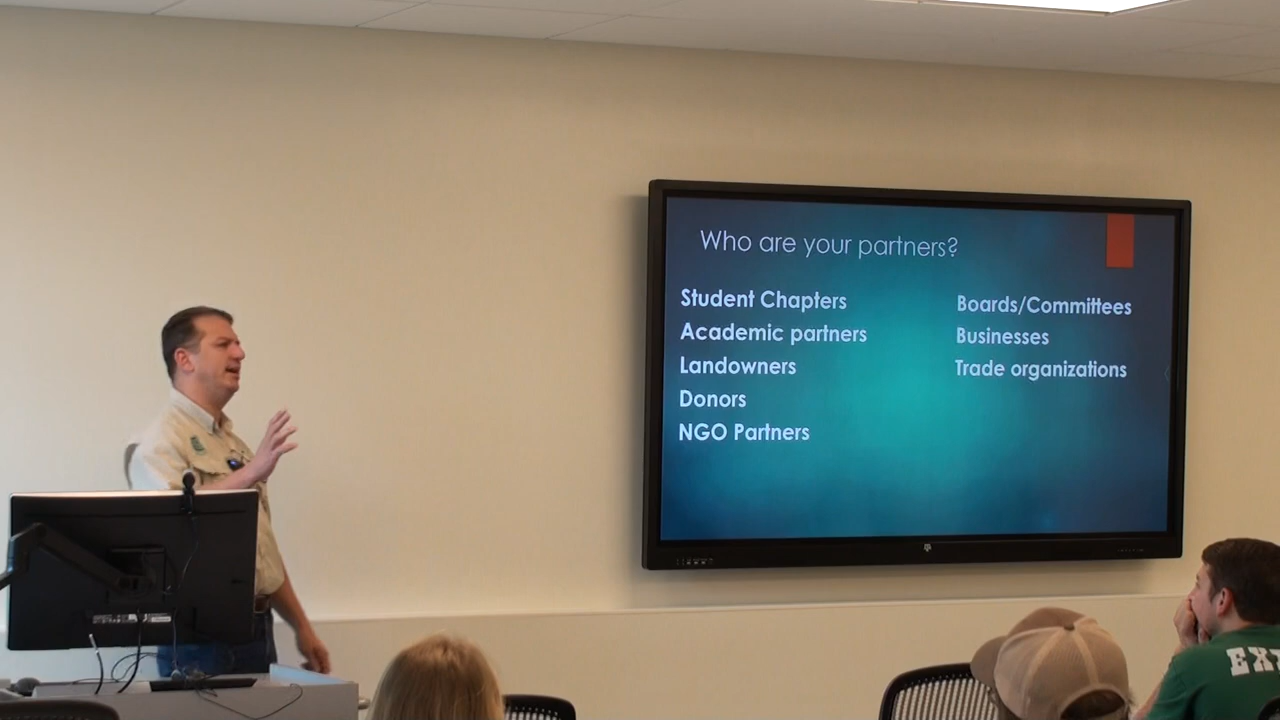 Who are your partners?
Student Chapters
Academic partners
Landowners
Donors
NGO Partners
Boards/Committees
Businesses
Trade organizations